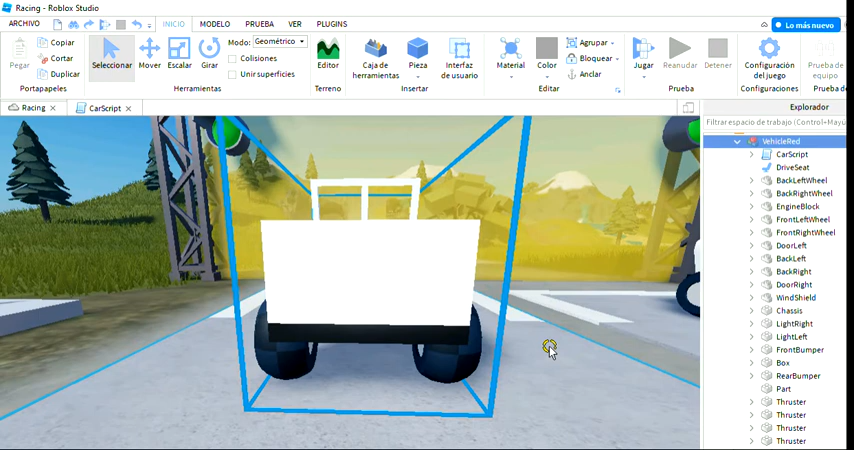 Racing - Roblox Studio
ARCHIVO
INICIO
MODELO
PRUEBA
VER
PLUGINS
Lo más nuevo
Pegar
Copiar
Cortar
Duplicar
Portapapeles
Seleccionar
Mover
Escalar
Girar
Modo:
Geométrico
Colisiones
Unir superficies
Herramientas
Editor
Terreno
Caja de
herramientas
Pieza
Interfaz
de usuario
Insertar
Material
Color
Agrupar
Bloquear
Anclar
Editar
Jugar
Reanudar
Detener
Prueba
Configuración
del juego
Configuraciones
Prueba de
equipo
Prueba de
Racing
CarScript
Explorador
Filtrar espacio de trabajo (Control+Mayú
VehicleRed
CarScript
DriveSeat
BackLeftWheel
BackRightWheel
EngineBlock
FrontLeftWheel
FrontRightWheel
DoorLeft
BackLeft
BackRight
DoorRight
WindShield
Chassis
LightRight
LightLeft
FrontBumper
Box
RearBumper
Part
Thruster
Thruster
Thruster
Thruster